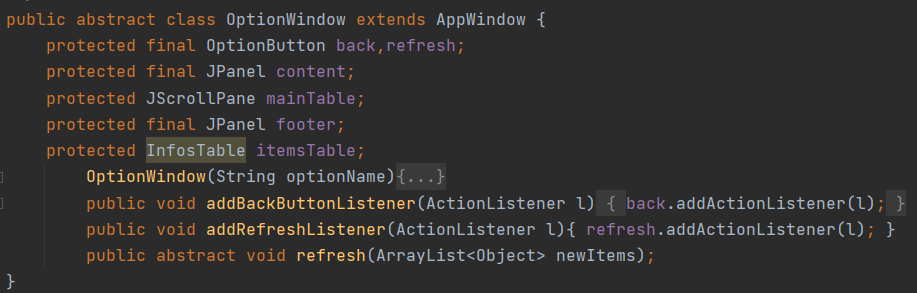 public abstract class OptionWindow extends AppWindow {
    protected final OptionButton back,refresh;
    protected final JPanel content;
    protected JScrollPane mainTable;
    protected final JPanel footer;
    protected InfosTable itemsTable;
        OptionWindow(String optionName){...}
        public void addBackButtonListener(ActionListener l) { back.addActionListener(l); }
        public void addRefreshListener(ActionListener l){ refresh.addActionListener(l); }
        public abstract void refresh(ArrayList<Object> newItems);
}